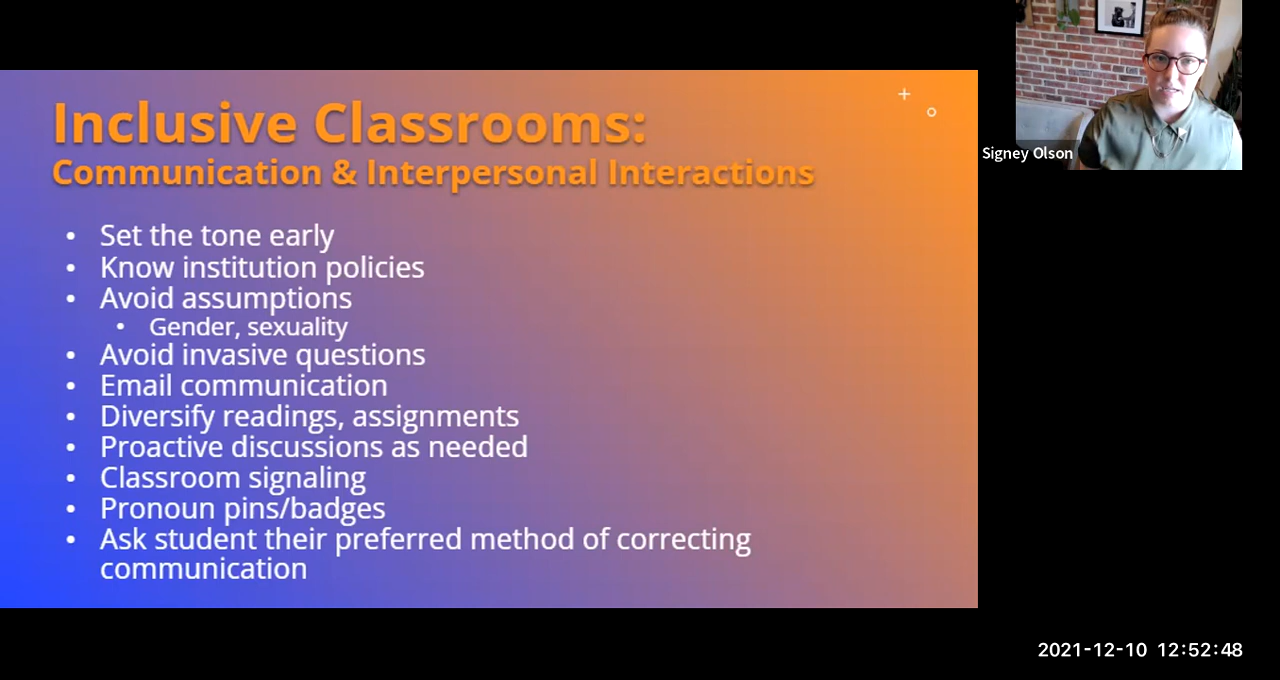 Inclusive Classrooms:
Communication & Interpersonal Interactions
• Set the tone early
• Know institution policies
• Avoid assumptions
• Gender, sexuality
• Avoid invasive questions
• Email communication
• Diversify readings, assignments
• Proactive discussions as needed
• Classroom signaling
• Pronoun pins/badges
• Ask student their preferred method of correcting
communication
Signey Olson
2021-12-10 12:52:48